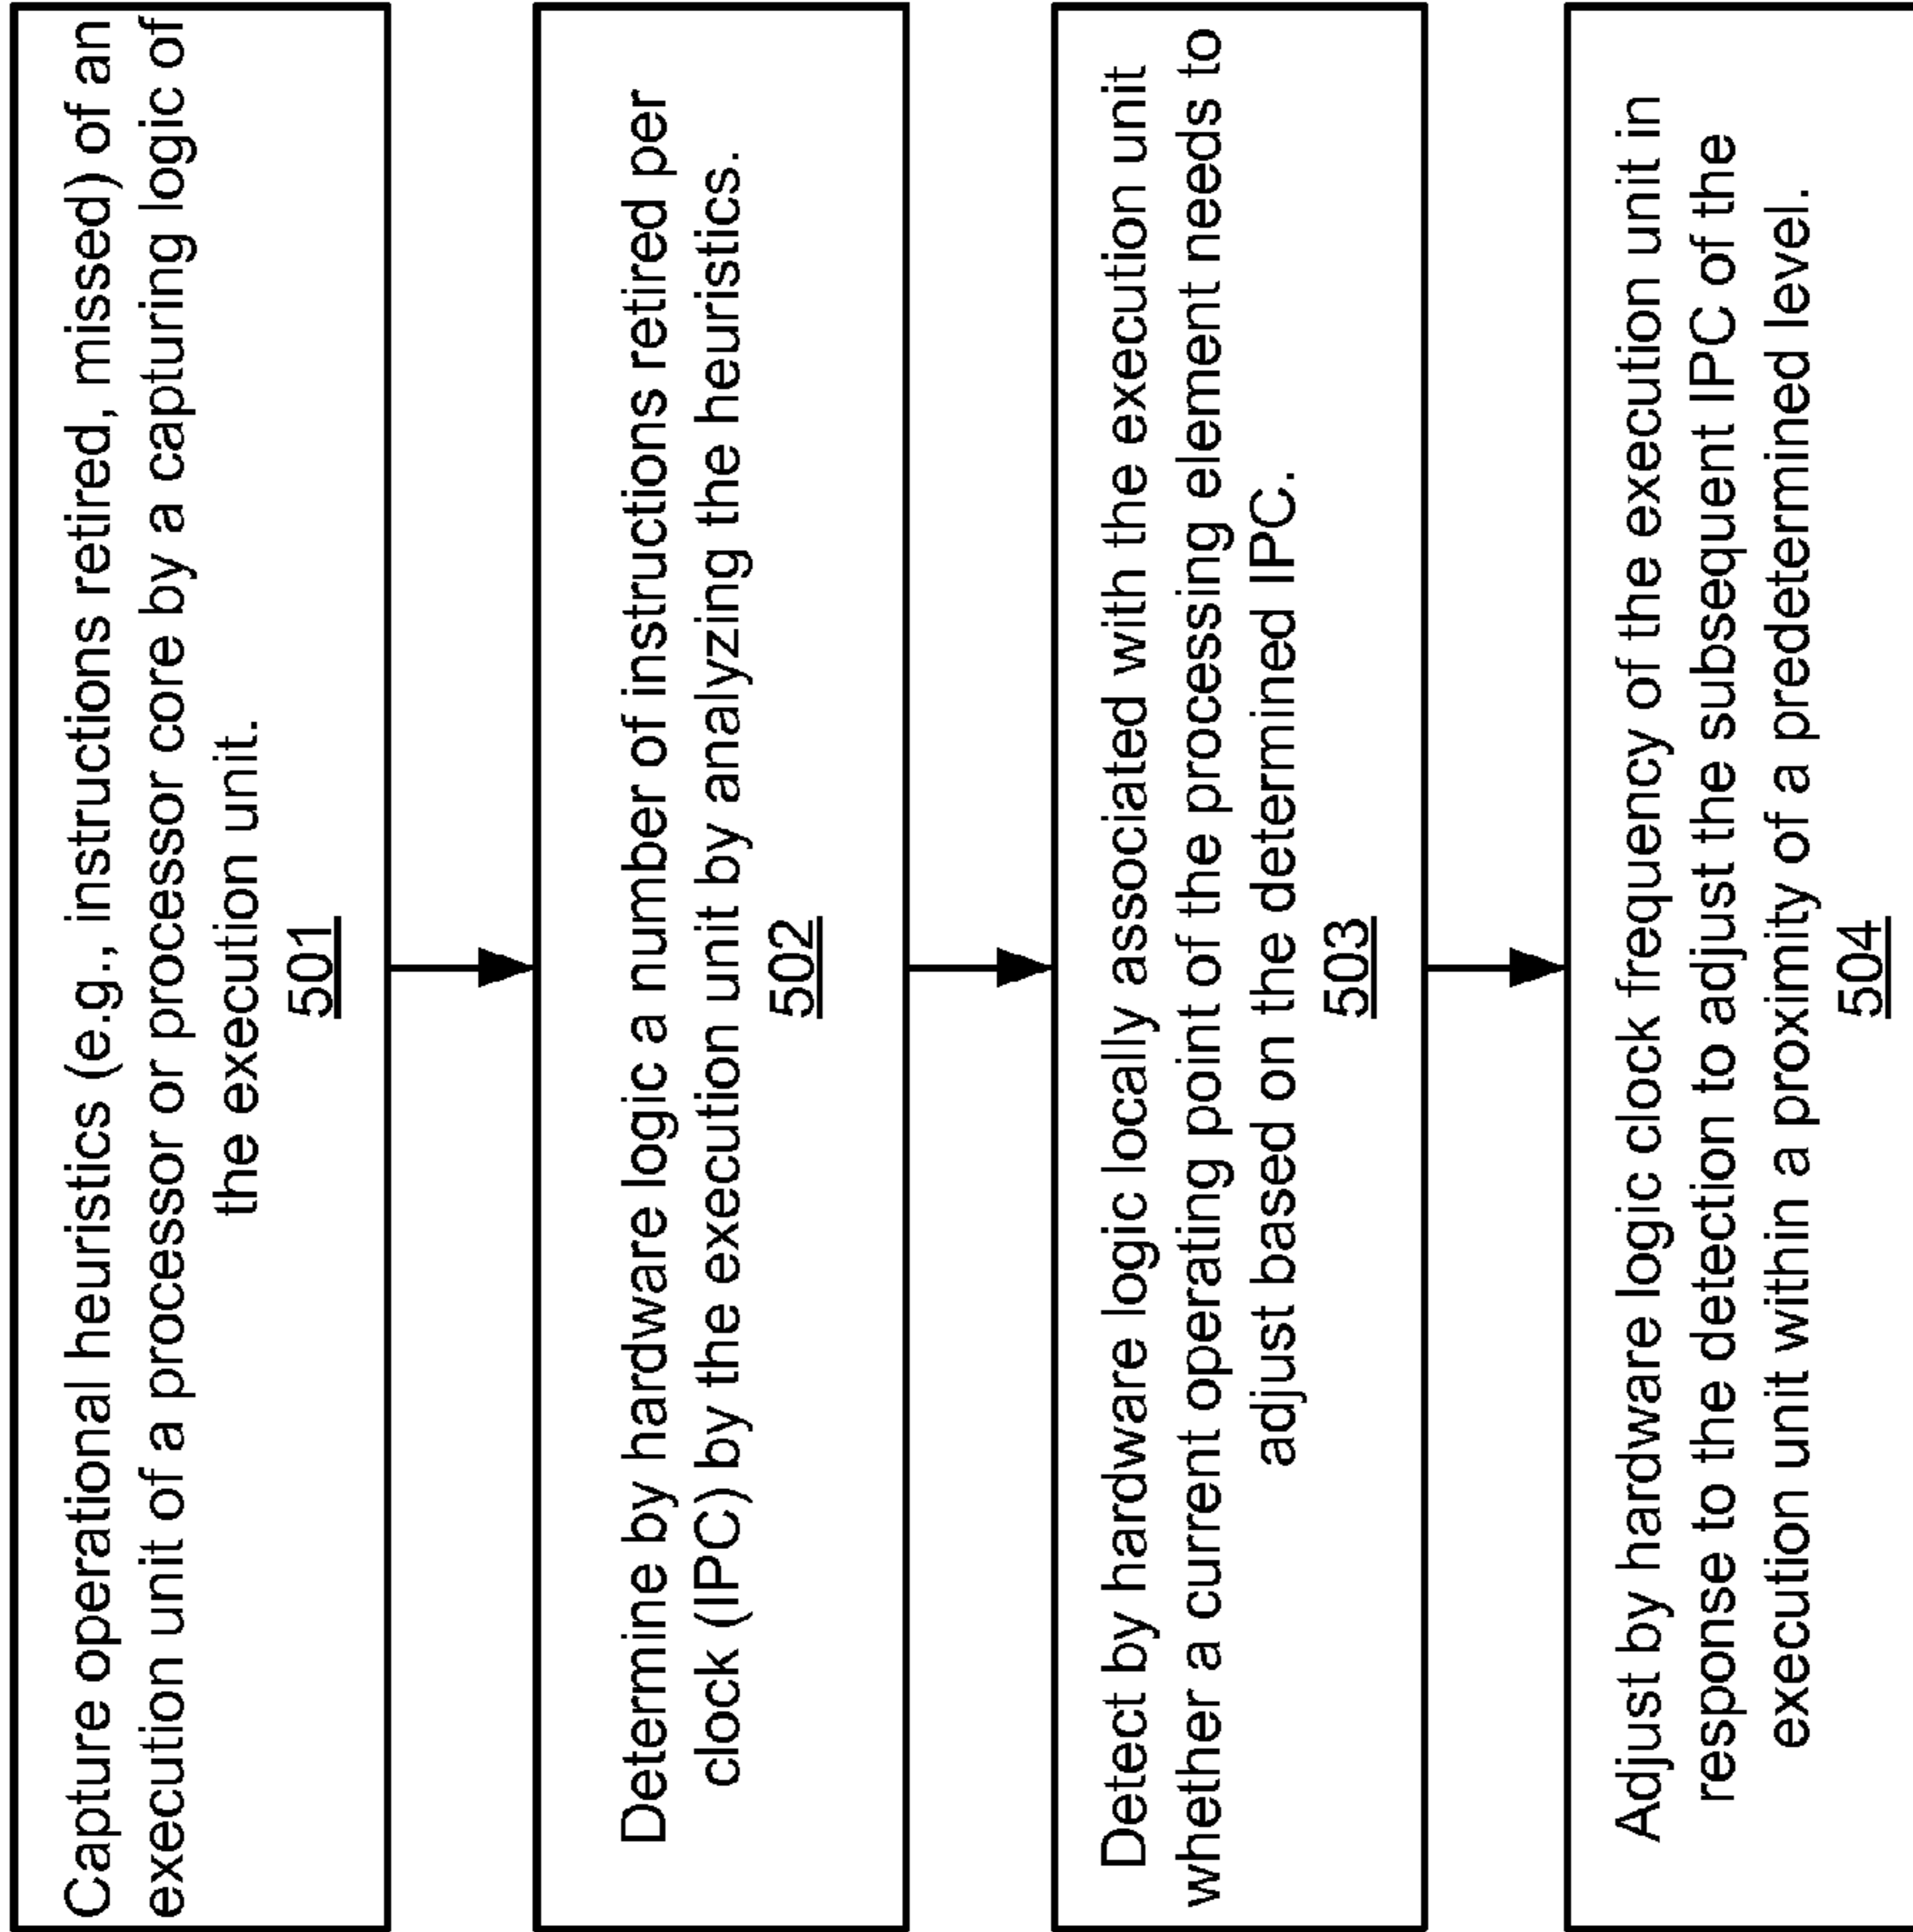 Capture operational heuristics (e.g., instructions retired, missed) of an
execution unit of a processor or processor core by a capturing logic of
the execution unit.
501
Determine by hardware logic a number of instructions retired per
clock (IPC) by the execution unit by analyzing the heuristics.
502
Detect by hardware logic locally associated with the execution unit
whether a current operating point of the processing element needs to
adjust based on the determined IPC.
503
Adjust by hardware logic clock frequency of the execution unit in
response to the detection to adjust the subsequent IPC of the
execution unit within a proximity of a predetermined level.
504